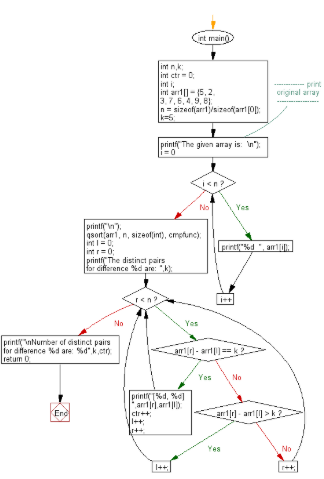 int main()
int n,k;
int ctr = 0;
int i;
int arr1[] = {5, 2,
3, 7, 6, 4, 9, 8};
n = sizeof(arr1)/sizeof(arr1[0]);
k=5;
------------ print
original array
------------
printf("The given array is: \n");
i = 0
i < n ?
No
Yes
printf("\n");
qsort(arr1, n, sizeof(int), cmpfunc);
int l = 0;
int r = 0;
printf("The distinct pairs
for difference %d are: ",k);
printf("%d ", arr1[i]);
i++
r < n ?
No
Yes
printf("\nNumber of distinct pairs
for difference %d are: %d",k,ctr);
return 0;
arr1[r] - arr1[l] == k ?
Yes
No
printf("[%d, %d]
",arr1[r],arr1[l]);
ctr++;
l++;
r++;
arr1[r] - arr1[l] > k ?
End
Yes
No
l++;
r++;